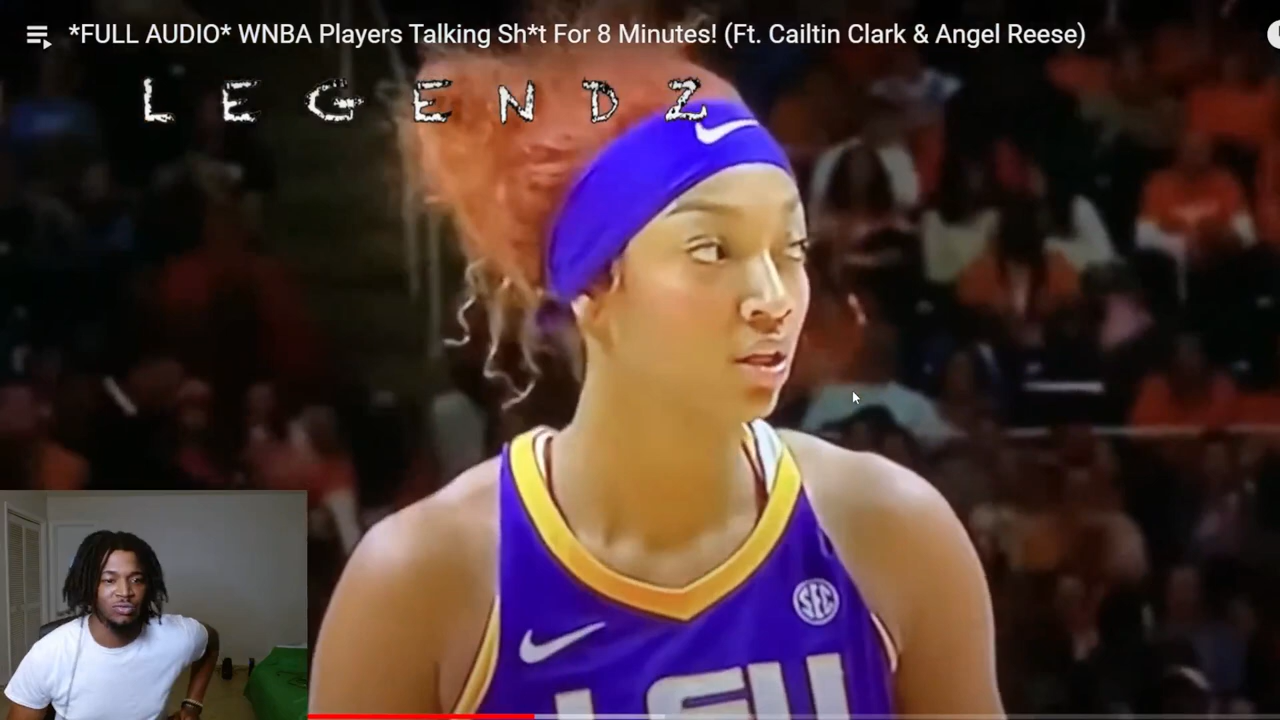 *FULL AUDIO* WNBA Players Talking Sh*t For 8 Minutes! (Ft. Cailtin Clark & Angel Reese)
L E G E N D Z
SEC
LSU